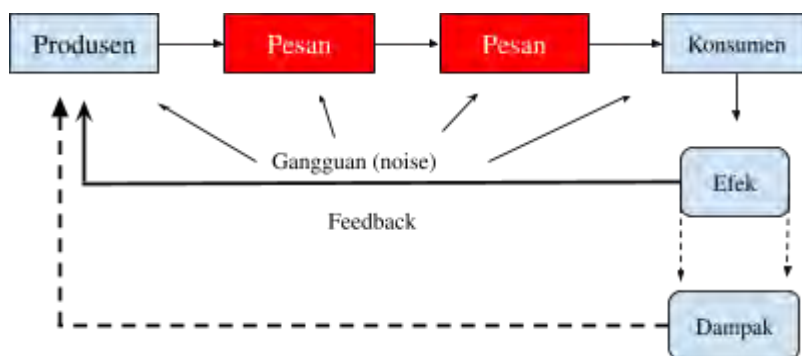 Produsen
Pesan
Pesan
Konsumen
Gangguan (noise)
Efek
Feedback
Dampak